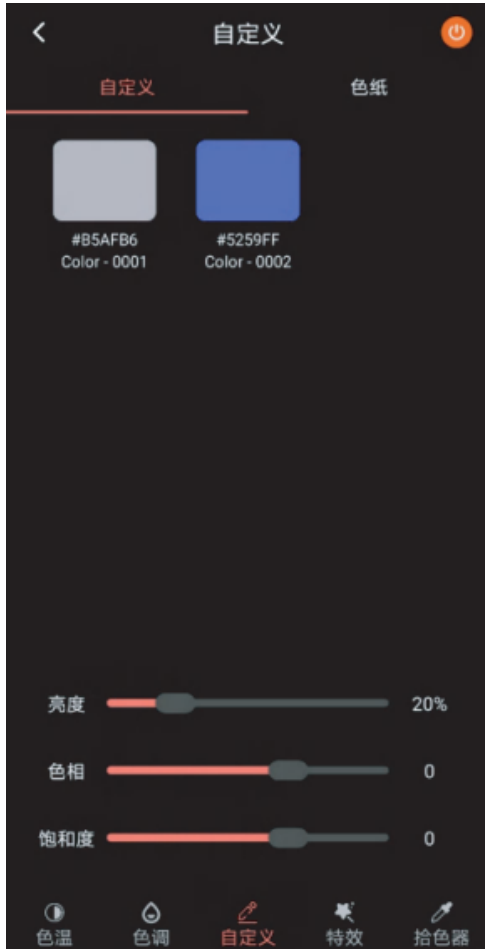 自定义
自定义
色纸
#B5AFB6
#5259FF
Color - 0001
Color - 0002
亮度
20%
色相
0
饱和度
0
色温
色调
自定义
特效
拾色器